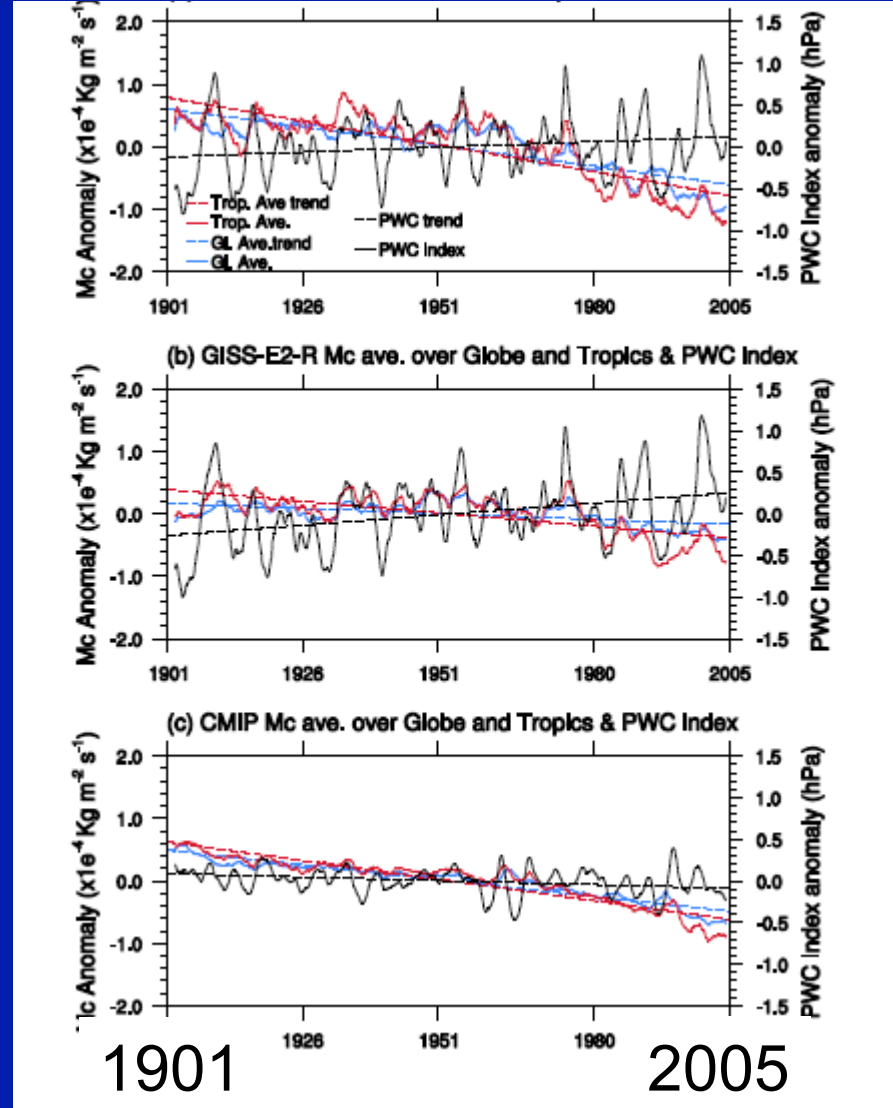 Mc Anomaly (x1e⁻⁴ Kg m⁻² s⁻¹)
2.0
1.0
0.0
-1.0
-2.0
Trop. Ave trend
Trop. Ave.
Gl. Ave.trend
Gl. Ave.
PWC trend
PWC Index
1.5
1.0
0.5
0.0
-0.5
-1.0
-1.5
PWC Index anomaly (hPa)
1901 1926 1951 1980 2005
(b) GISS-E2-R Mc ave. over Globe and Tropics & PWC Index
Mc Anomaly (x1e⁻⁴ Kg m⁻² s⁻¹)
2.0
1.0
0.0
-1.0
-2.0
1.5
1.0
0.5
0.0
-0.5
-1.0
-1.5
PWC Index anomaly (hPa)
1901 1926 1951 1980 2005
(c) CMIP Mc ave. over Globe and Tropics & PWC Index
Anomaly (x1e⁻⁴ Kg m⁻² s⁻¹)
2.0
1.0
0.0
-1.0
-2.0
1.5
1.0
0.5
0.0
-0.5
-1.0
-1.5
PWC Index anomaly (hPa)
1926 1951 1980
1901 2005